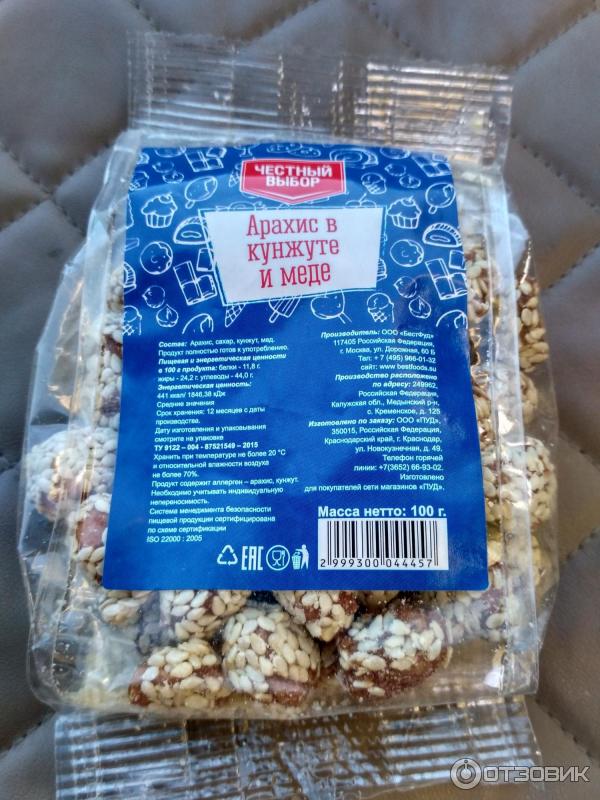 ЧЕСТНЫЙ
ВЫБОР
Арахис в
кунжуте
и меде
Состав: Арахис, сахар, кунжут, мед.
Продукт полностью готов к употреблению.
Пищевая и энергетическая ценности
в 100 г продукта: белки - 11,8 г.
жиры - 24,2 г. углеводы - 44,0 г.
Энергетическая ценность:
441 ккал/ 1846,38 кДж
Средние значения
Срок хранения: 12 месяцев с даты
производства.
Дату изготовления и упаковывания
смотрите на упаковке
ТУ 9122 – 004 - 87521549 – 2015
Хранить при температуре не более 20 °С
и относительной влажности воздуха
не более 70%.
Продукт содержит аллерген – арахис, кунжут.
Необходимо учитывать индивидуальную
непереносимость.
Система менеджмента безопасности
пищевой продукции сертифицирована
по схеме сертификации
ISO 22000 : 2005
Производитель: ООО «БестФуд»
117405 Российская Федерация,
г. Москва, ул. Дорожная, 60 Б
Тел: + 7 (495) 966-01-32
сайт: www.bestfoods.su
Производство расположено
по адресу: 249962,
Российская Федерация,
Калужская обл., Медынский р-н,
с. Кременское, д. 125
Изготовлено по заказу: ООО «ПУД»,
350015, Российская Федерация,
Краснодарский край, г. Краснодар,
ул. Новокузнечная, д. 49,
Телефон горячей
линии: +7(3652) 66-93-02.
Изготовлено
для покупателей сети магазинов «ПУД».
Масса нетто: 100 г.
EAC
2 999300 044457
ОТЗОВИК